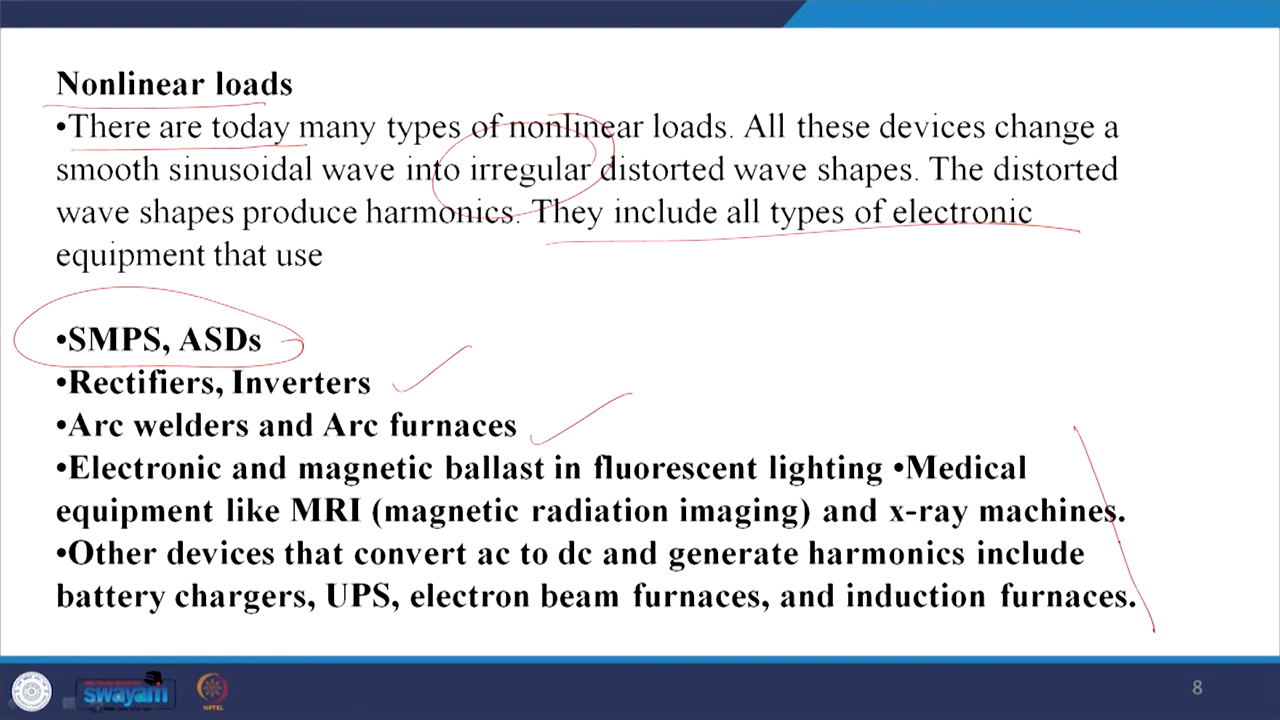 Nonlinear loads
•There are today many types of nonlinear loads. All these devices change a
smooth sinusoidal wave into irregular distorted wave shapes. The distorted
wave shapes produce harmonics. They include all types of electronic
equipment that use
•SMPS, ASDs
•Rectifiers, Inverters
•Arc welders and Arc furnaces
•Electronic and magnetic ballast in fluorescent lighting •Medical
equipment like MRI (magnetic radiation imaging) and x-ray machines.
•Other devices that convert ac to dc and generate harmonics include
battery chargers, UPS, electron beam furnaces, and induction furnaces.
swayam
NPTEL
8